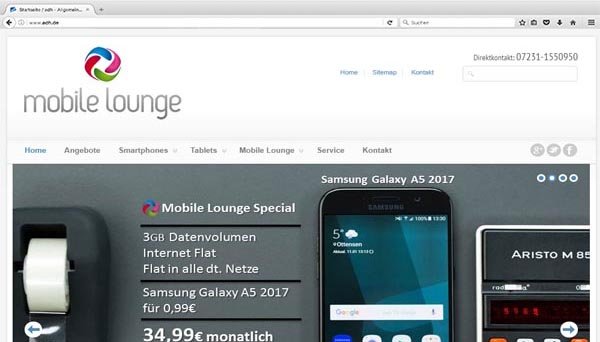 Startseite / adh - Allgemein...
www.adh.de
Suchen
mobile lounge
Direktkontakt: 07231-1550950
Home Sitemap Kontakt
Home Angebote Smartphones Tablets Mobile Lounge Service Kontakt
Samsung Galaxy A5 2017
Mobile Lounge Special
3GB Datenvolumen
Internet Flat
Flat in alle dt. Netze
Samsung Galaxy A5 2017
für 0,99€
34,99€ monatlich
SAMSUNG
13:30
5°
Ottensen
Google
ARISTO M 85